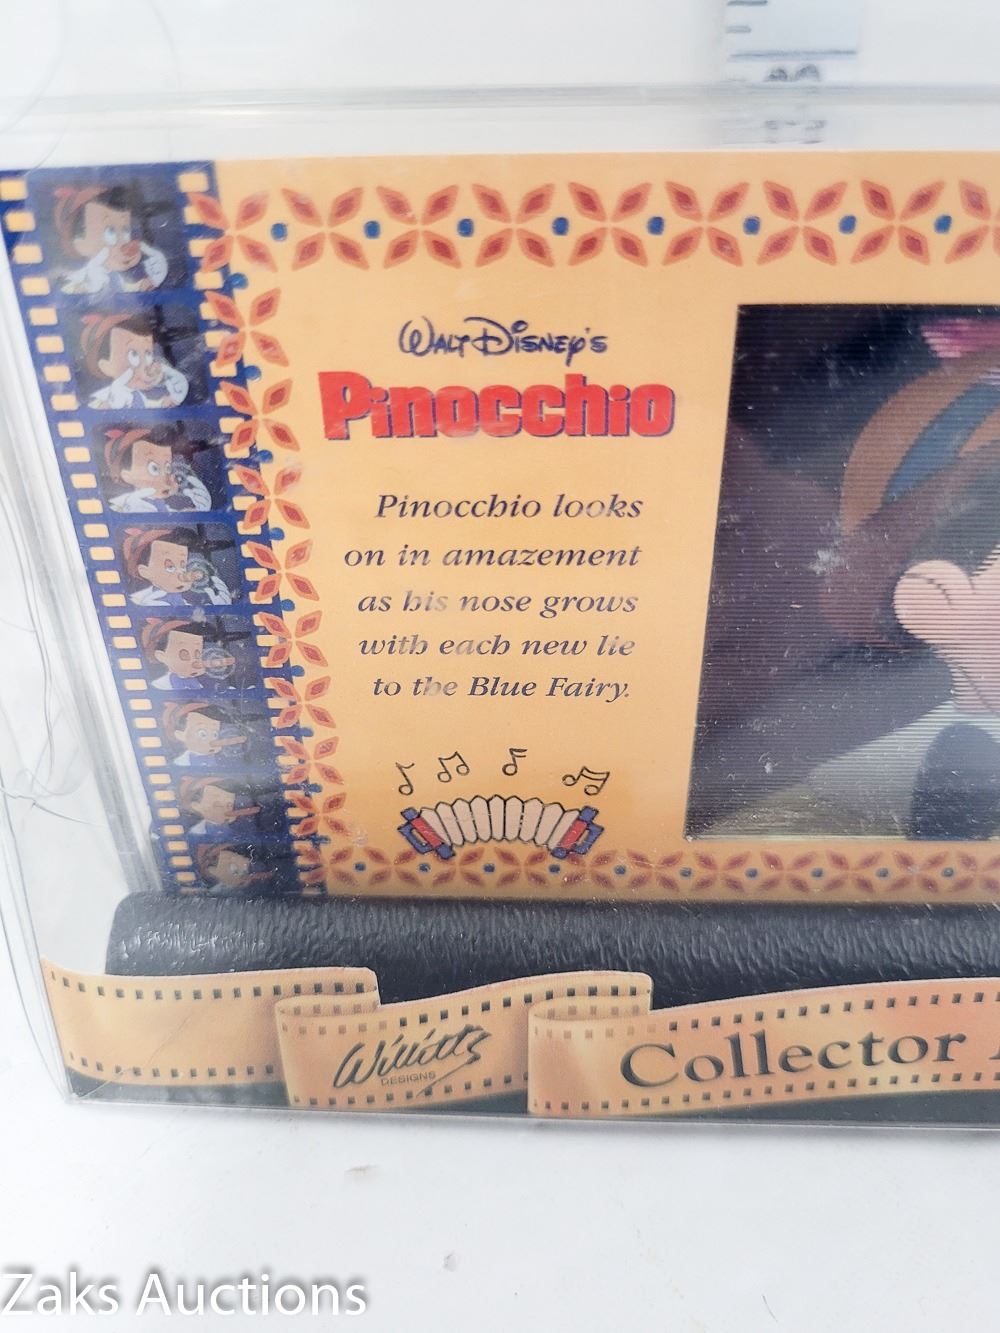 Walt Disney's
Pinocchio
Pinocchio looks
on in amazement
as his nose grows
with each new lie
to the Blue Fairy.
Willitts
DESIGNS
Collector
Zaks Auctions